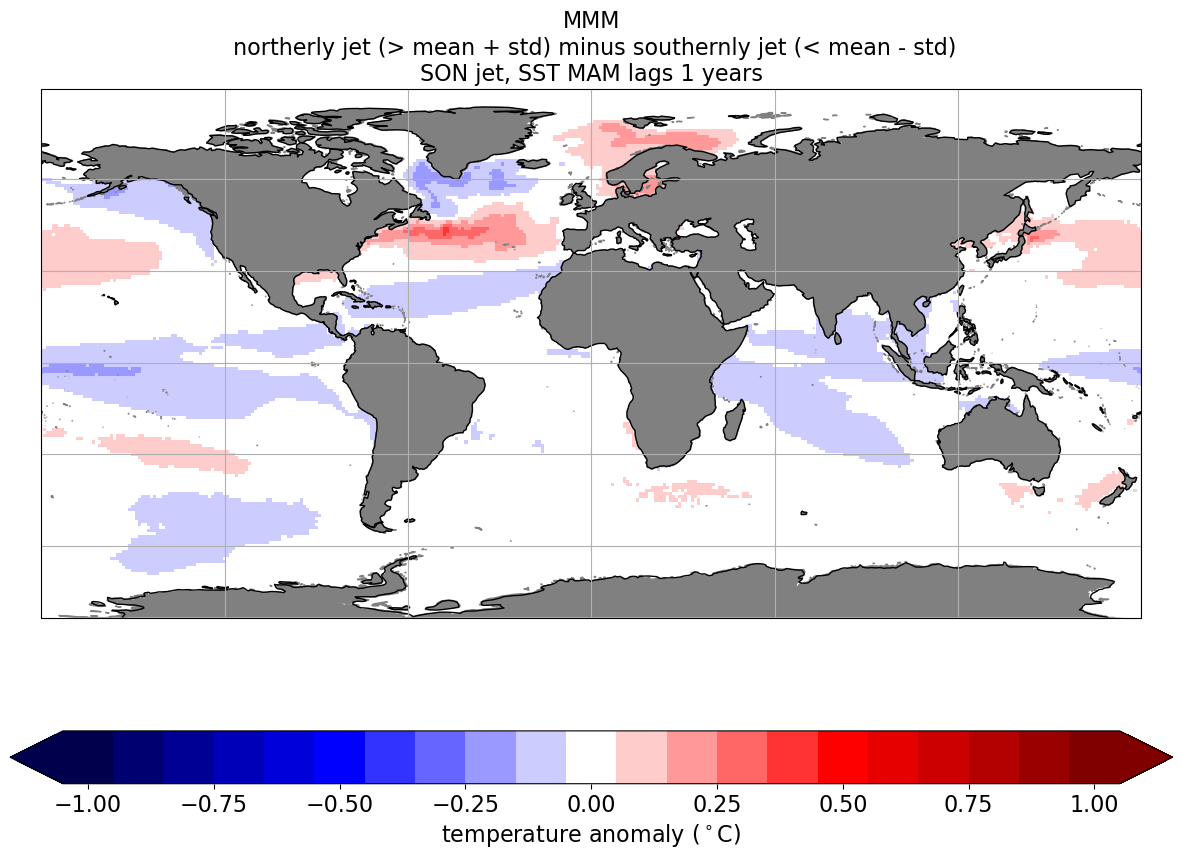 MMM
northerly jet (> mean + std) minus southernly jet (< mean - std)
SON jet, SST MAM lags 1 years
−1.00 −0.75 −0.50 −0.25 0.00 0.25 0.50 0.75 1.00
temperature anomaly (°C)